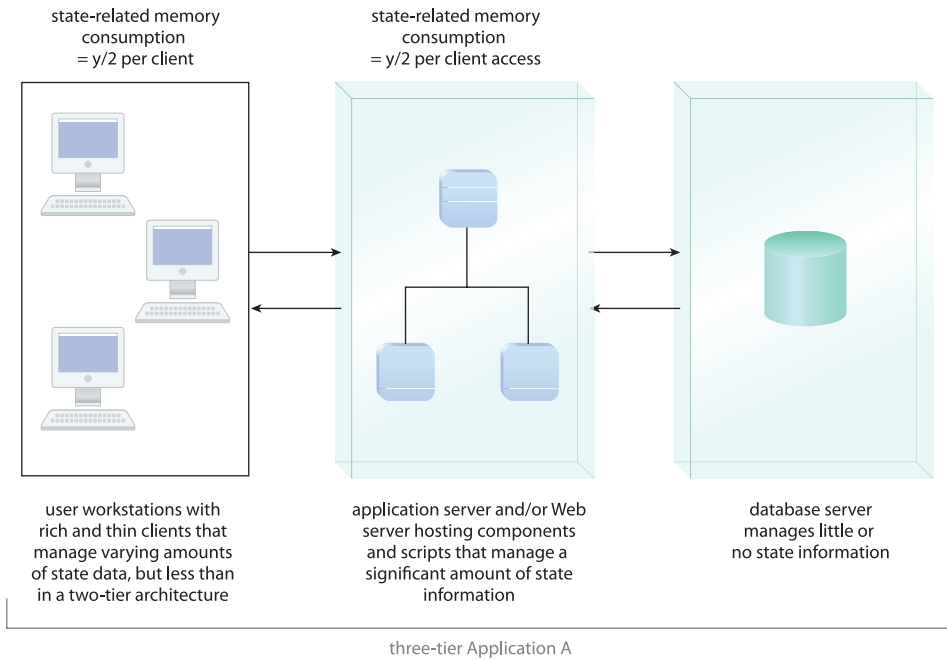 state-related memory
consumption
= y/2 per client
state-related memory
consumption
= y/2 per client access
user workstations with
rich and thin clients that
manage varying amounts
of state data, but less than
in a two-tier architecture
application server and/or Web
server hosting components
and scripts that manage a
significant amount of state
information
database server
manages little or
no state information
three-tier Application A